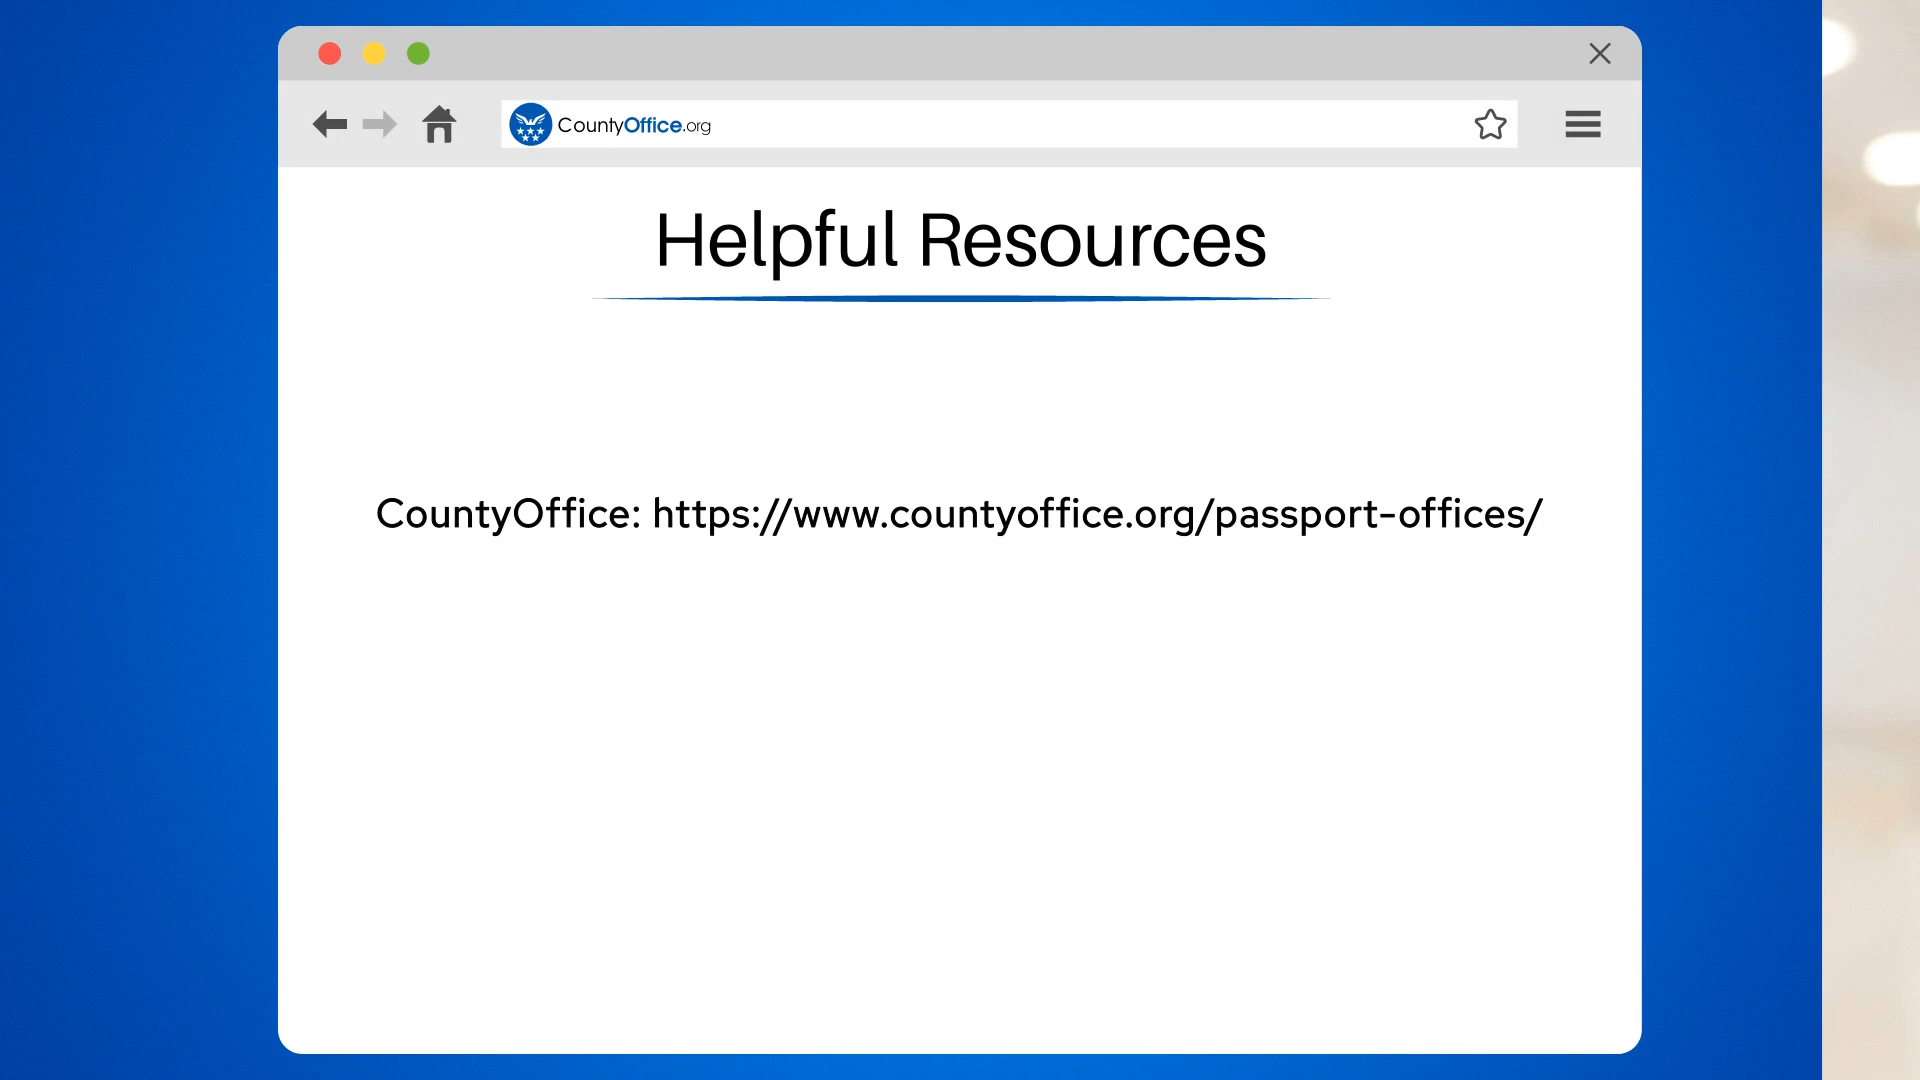 CountyOffice.org
Helpful Resources
CountyOffice: https://www.countyoffice.org/passport-offices/